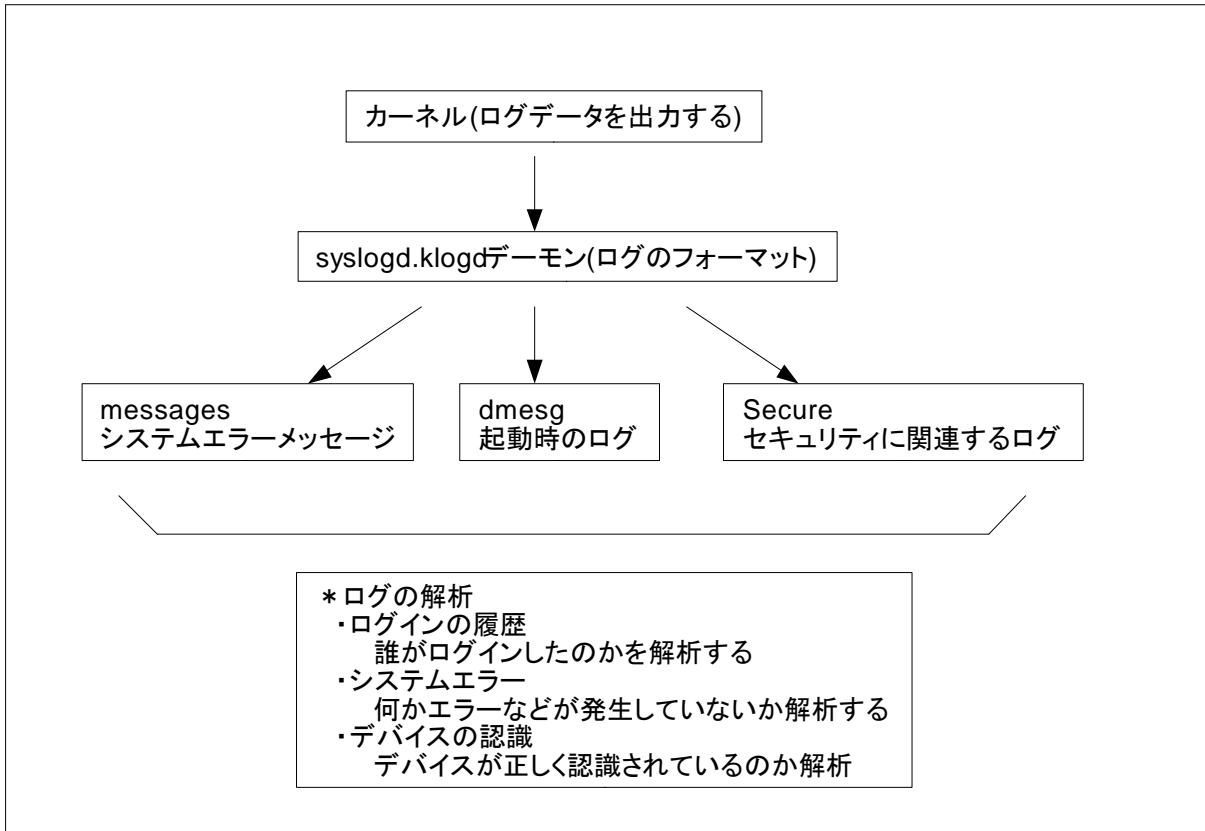 カーネル(ログデータを出力する)
syslogd.klogdデーモン(ログのフォーマット)
messages
システムエラーメッセージ
dmesg
起動時のログ
Secure
セキュリティに関連するログ
*ログの解析
・ログインの履歴
誰がログインしたのかを解析する
・システムエラー
何かエラーなどが発生していないか解析する
・デバイスの認識
デバイスが正しく認識されているのか解析